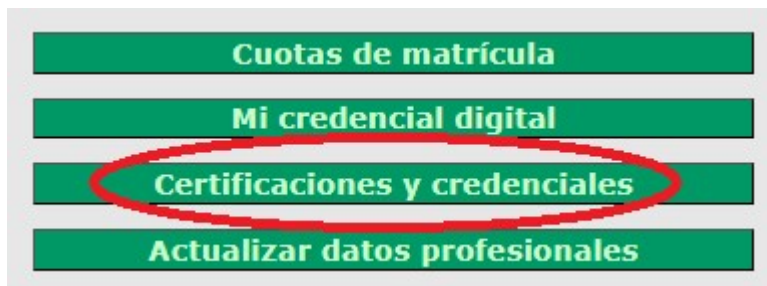 Cuotas de matrícula
Mi credencial digital
Certificaciones y credenciales
Actualizar datos profesionales